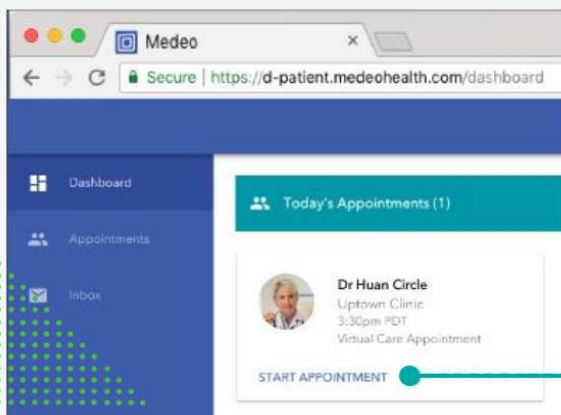 Medeo
Secure | https://d-patient.medeohealth.com/dashboard
Dashboard
Appointments
Inbox
Today's Appointments (1)
Dr Huan Circle
Uptown Clinic
3:30pm PDT
Virtual Care Appointment
START APPOINTMENT